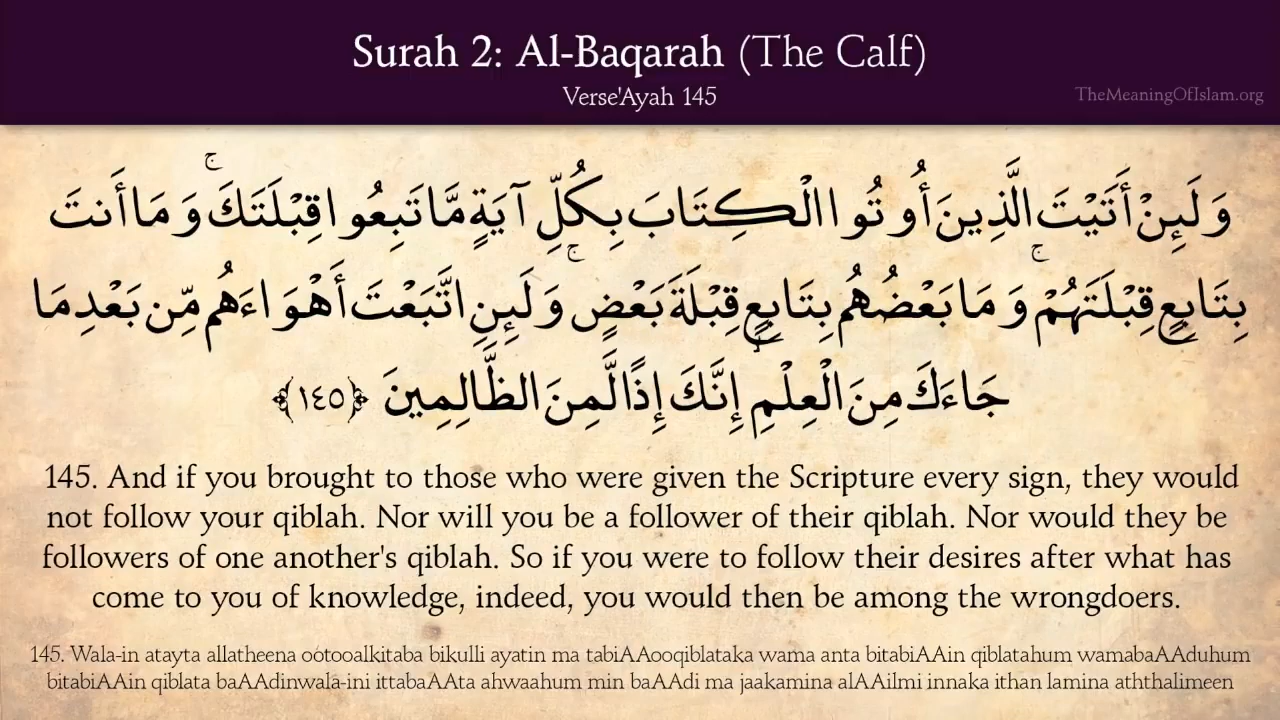 Surah 2: Al-Baqarah (The Calf)
Verse'Ayah 145
TheMeaningOfIslam.org
وَلَئِنْ أَتَيْتَ الَّذِينَ أُوتُوا الْكِتَابَ بِكُلِّ آيَةٍ مَّا تَبِعُوا قِبْلَتَكَ ۚ وَمَا أَنتَ
بِتَابِعٍ قِبْلَتَهُمْ ۚ وَمَا بَعْضُهُم بِتَابِعٍ قِبْلَةَ بَعْضٍ ۚ وَلَئِنِ اتَّبَعْتَ أَهْوَاءَهُم مِّن بَعْدِ مَا
جَاءَكَ مِنَ الْعِلْمِ إِنَّكَ إِذًا لَّمِنَ الظَّالِمِينَ ﴿١٤٥﴾
145. And if you brought to those who were given the Scripture every sign, they would
not follow your qiblah. Nor will you be a follower of their qiblah. Nor would they be
followers of one another's qiblah. So if you were to follow their desires after what has
come to you of knowledge, indeed, you would then be among the wrongdoers.
145. Wala-in atayta allatheena ootooalkitaba bikulli ayatin ma tabiAAooqiblataka wama anta bitabiAAin qiblatahum wamabaAAduhum
bitabiAAin qiblata baAAdinwala-ini ittabaAAta ahwaahum min baAAdi ma jaakamina alAAilmi innaka ithan lamina aththalimeen